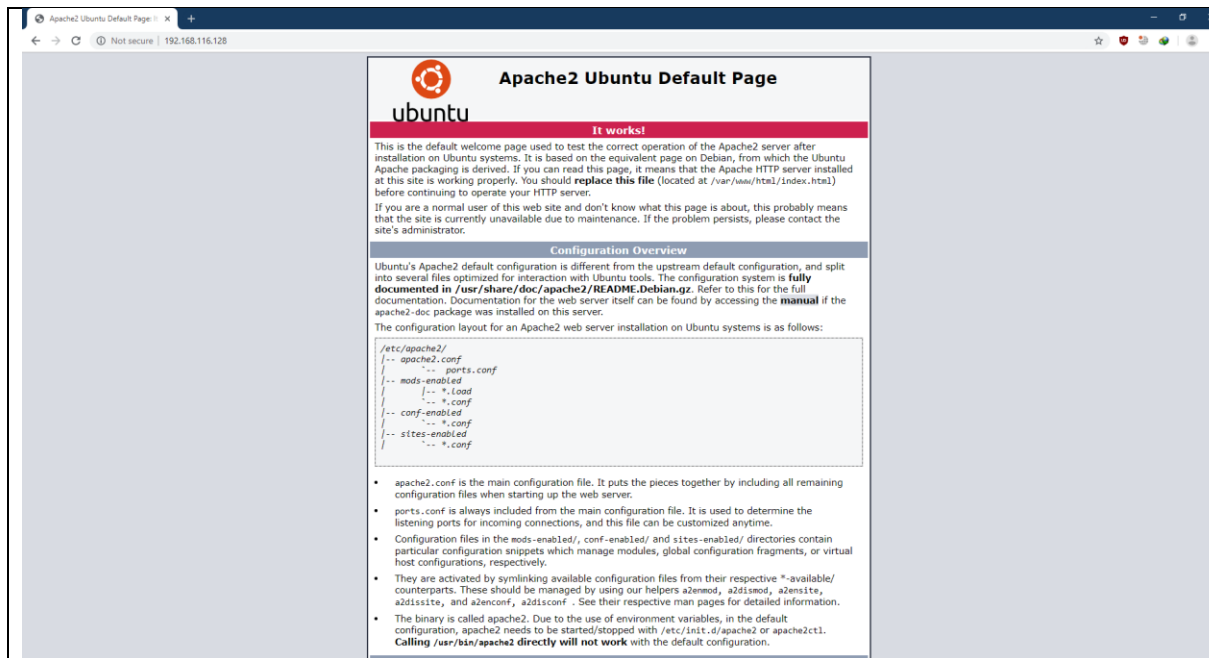 Apache2 Ubuntu Default Page: It
Not secure | 192.168.116.128
ubuntu
Apache2 Ubuntu Default Page
It works!
This is the default welcome page used to test the correct operation of the Apache2 server after
installation on Ubuntu systems. It is based on the equivalent page on Debian, from which the Ubuntu
Apache packaging is derived. If you can read this page, it means that the Apache HTTP server installed
at this site is working properly. You should replace this file (located at /var/www/html/index.html)
before continuing to operate your HTTP server.
If you are a normal user of this web site and don't know what this page is about, this probably means
that the site is currently unavailable due to maintenance. If the problem persists, please contact the
site's administrator.
Configuration Overview
Ubuntu's Apache2 default configuration is different from the upstream default configuration, and split
into several files optimized for interaction with Ubuntu tools. The configuration system is fully
documented in /usr/share/doc/apache2/README.Debian.gz. Refer to this for the full
documentation. Documentation for the web server itself can be found by accessing the manual if the
apache2-doc package was installed on this server.
The configuration layout for an Apache2 web server installation on Ubuntu systems is as follows:
/etc/apache2/
|-- apache2.conf
|       `--  ports.conf
|-- mods-enabled
|       |-- *.load
|       `-- *.conf
|-- conf-enabled
|       `-- *.conf
|-- sites-enabled
|       `-- *.conf
• apache2.conf is the main configuration file. It puts the pieces together by including all remaining
configuration files when starting up the web server.
• ports.conf is always included from the main configuration file. It is used to determine the
listening ports for incoming connections, and this file can be customized anytime.
• Configuration files in the mods-enabled/, conf-enabled/ and sites-enabled/ directories contain
particular configuration snippets which manage modules, global configuration fragments, or virtual
host configurations, respectively.
• They are activated by symlinking available configuration files from their respective *-available/
counterparts. These should be managed by using our helpers a2enmod, a2dismod, a2ensite,
a2dissite, and a2enconf, a2disconf . See their respective man pages for detailed information.
• The binary is called apache2. Due to the use of environment variables, in the default
configuration, apache2 needs to be started/stopped with /etc/init.d/apache2 or apache2ctl.
Calling /usr/bin/apache2 directly will not work with the default configuration.